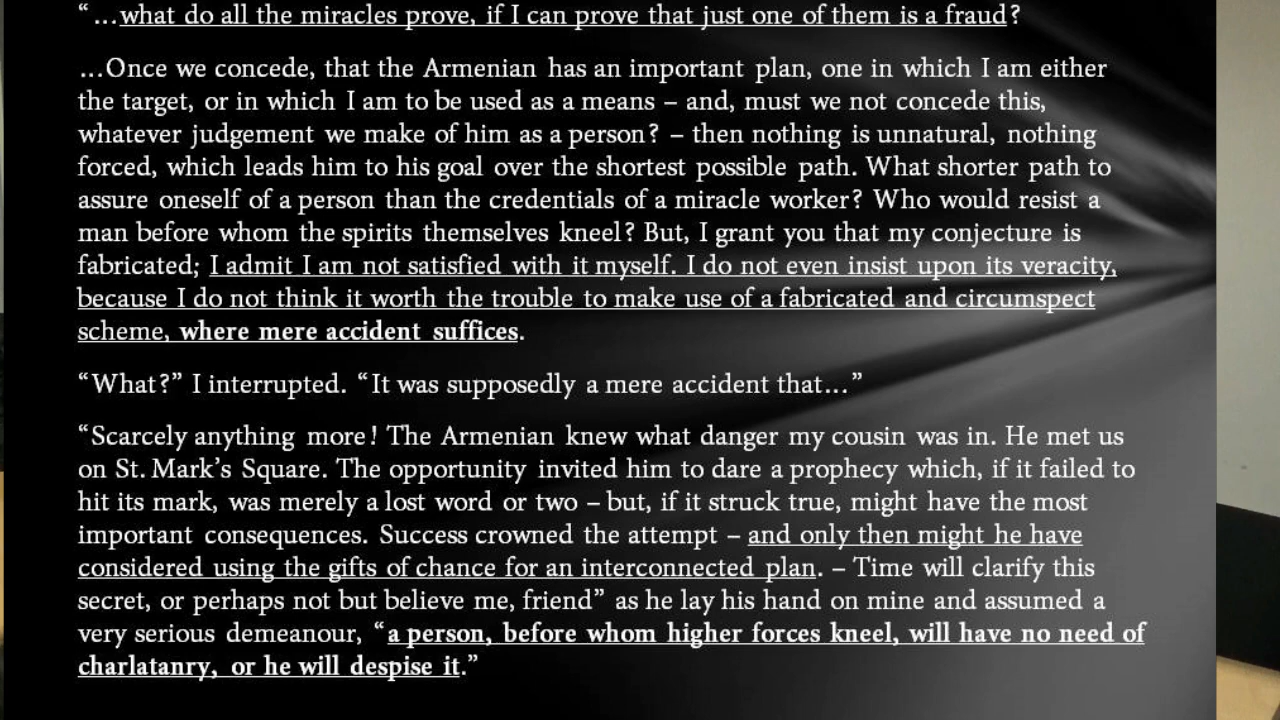 “…what do all the miracles prove, if I can prove that just one of them is a fraud?
…Once we concede, that the Armenian has an important plan, one in which I am either
the target, or in which I am to be used as a means – and, must we not concede this,
whatever judgement we make of him as a person? – then nothing is unnatural, nothing
forced, which leads him to his goal over the shortest possible path. What shorter path to
assure oneself of a person than the credentials of a miracle worker? Who would resist a
man before whom the spirits themselves kneel? But, I grant you that my conjecture is
fabricated; I admit I am not satisfied with it myself. I do not even insist upon its veracity,
because I do not think it worth the trouble to make use of a fabricated and circumspect
scheme, where mere accident suffices.
“What?” I interrupted. “It was supposedly a mere accident that…”
“Scarcely anything more! The Armenian knew what danger my cousin was in. He met us
on St. Mark’s Square. The opportunity invited him to dare a prophecy which, if it failed to
hit its mark, was merely a lost word or two – but, if it struck true, might have the most
important consequences. Success crowned the attempt – and only then might he have
considered using the gifts of chance for an interconnected plan. – Time will clarify this
secret, or perhaps not but believe me, friend” as he lay his hand on mine and assumed a
very serious demeanour, “a person, before whom higher forces kneel, will have no need of
charlatanry, or he will despise it.”